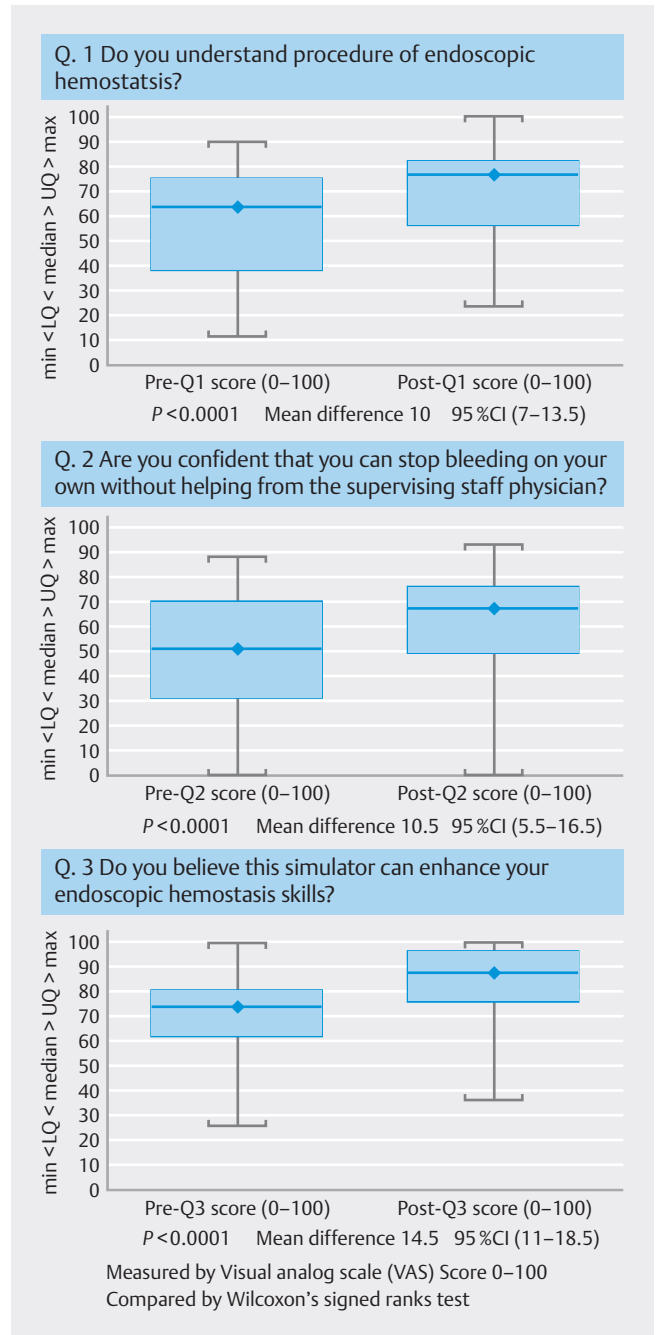 Q. 1 Do you understand procedure of endoscopic
hemostatsis?
min <LQ < median > UQ > max
100
90
80
70
60
50
40
30
20
10
0
Pre-Q1 score (0–100) Post-Q1 score (0–100)
P<0.0001 Mean difference 10 95%CI (7–13.5)
Q. 2 Are you confident that you can stop bleeding on your
own without helping from the supervising staff physician?
min <LQ < median > UQ > max
100
90
80
70
60
50
40
30
20
10
0
Pre-Q2 score (0–100) Post-Q2 score (0–100)
P<0.0001 Mean difference 10.5 95%CI (5.5–16.5)
Q. 3 Do you believe this simulator can enhance your
endoscopic hemostasis skills?
min <LQ < median > UQ > max
100
90
80
70
60
50
40
30
20
10
0
Pre-Q3 score (0–100) Post-Q3 score (0–100)
P<0.0001 Mean difference 14.5 95%CI (11–18.5)
Measured by Visual analog scale (VAS) Score 0–100
Compared by Wilcoxon's signed ranks test